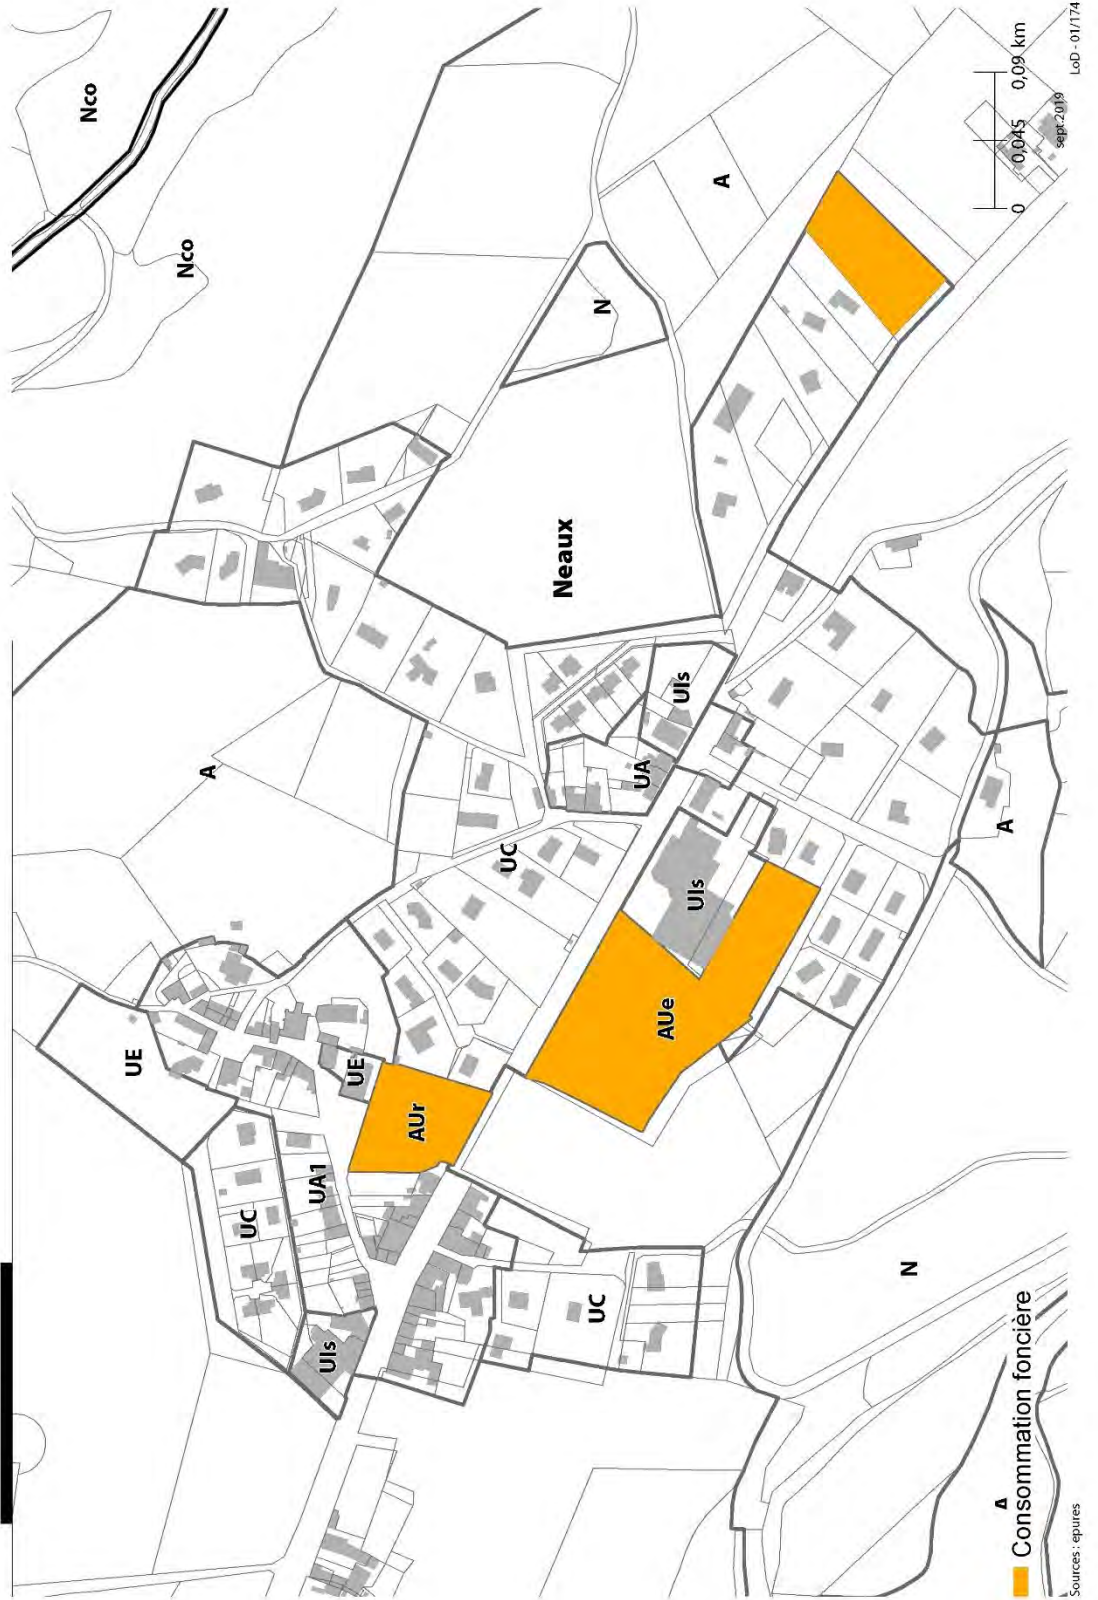 Nco
Nco
A
N
A
Neaux
UE
A
UE
UC
UA
UIs
UC
UA1
AUr
AUe
UIs
UIs
UC
A
N
A
Consommation foncière
0 0,045 0,09 km
sept.2019
Sources : epures
LoD - 01/174